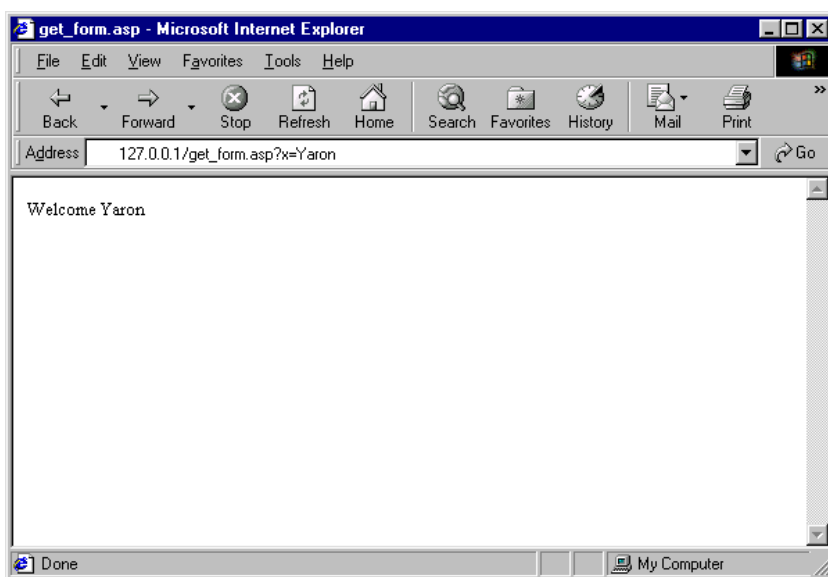 get_form.asp - Microsoft Internet Explorer
File Edit View Favorites Tools Help
Back Forward Stop Refresh Home Search Favorites History Mail Print »
Address 127.0.0.1/get_form.asp?x=Yaron Go
Welcome Yaron
Done My Computer